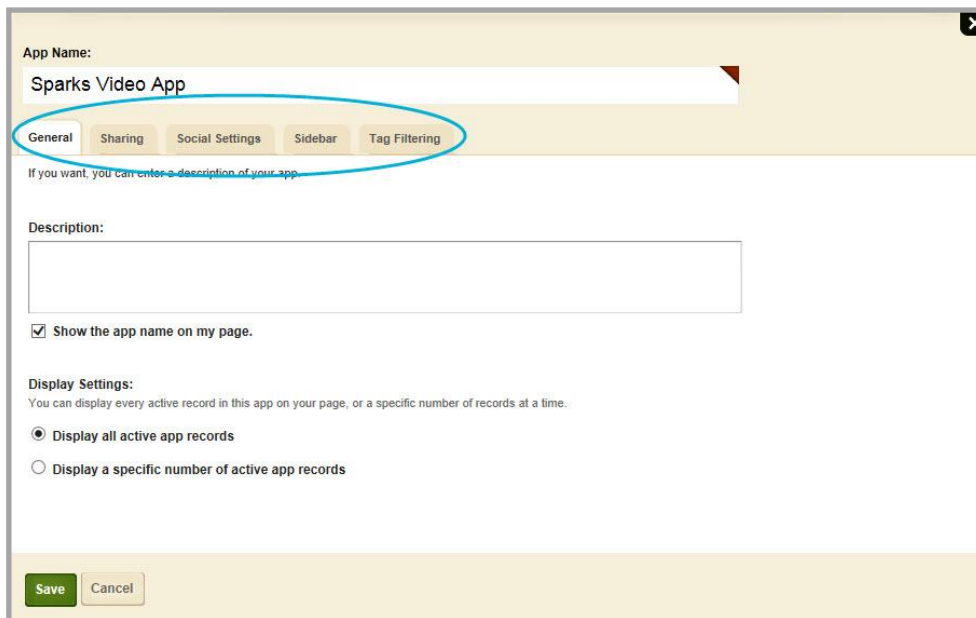 App Name:
Sparks Video App
General Sharing Social Settings Sidebar Tag Filtering
If you want, you can enter a description of your app.
Description:
Show the app name on my page.
Display Settings:
You can display every active record in this app on your page, or a specific number of records at a time.
Display all active app records
Display a specific number of active app records
Save Cancel